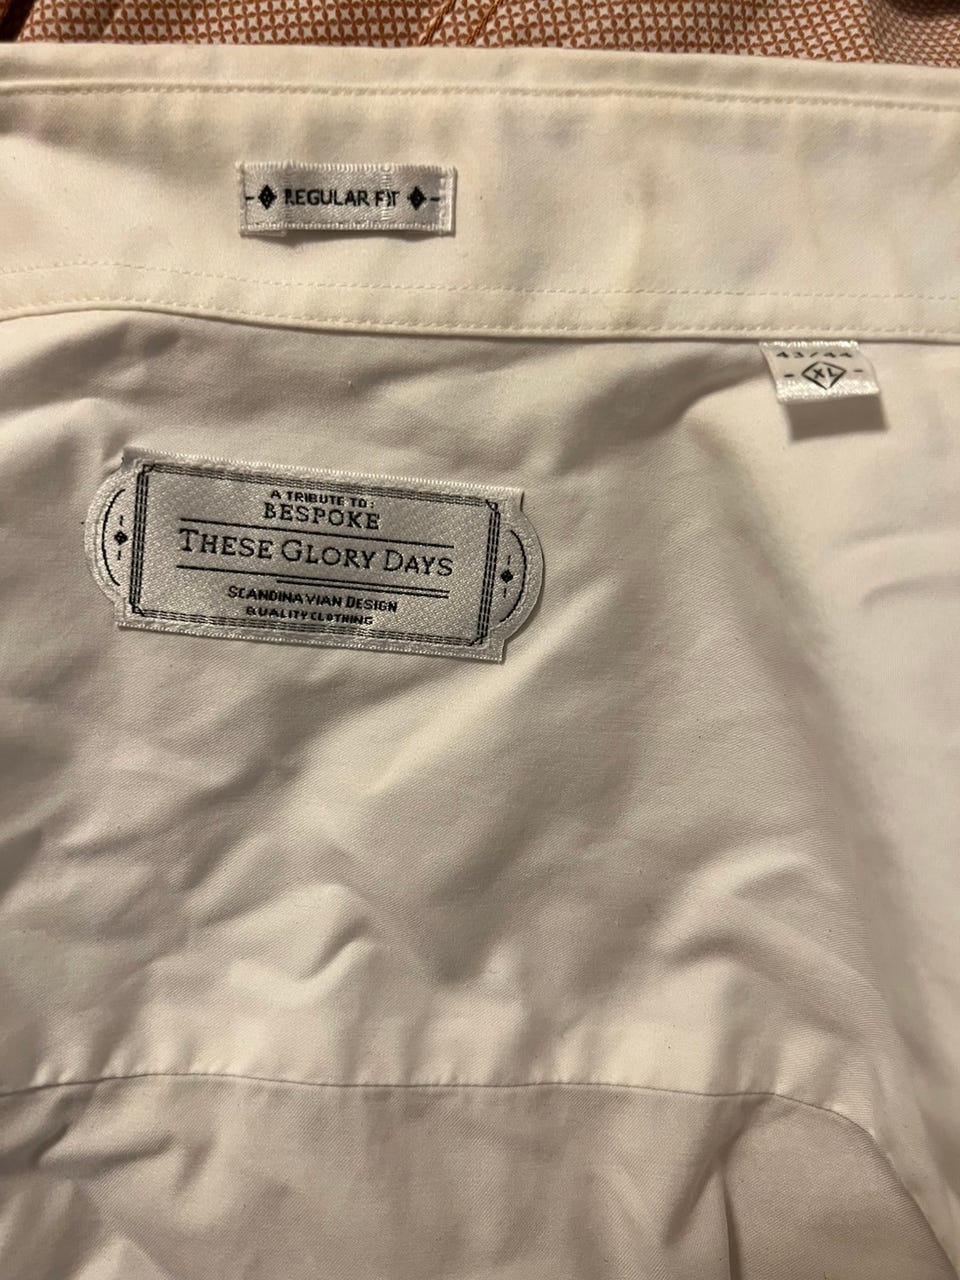 REGULAR FIT
43/44
XL
A TRIBUTE TO:
BESPOKE
THESE GLORY DAYS
SCANDINAVIAN DESIGN
QUALITY CLOTHING